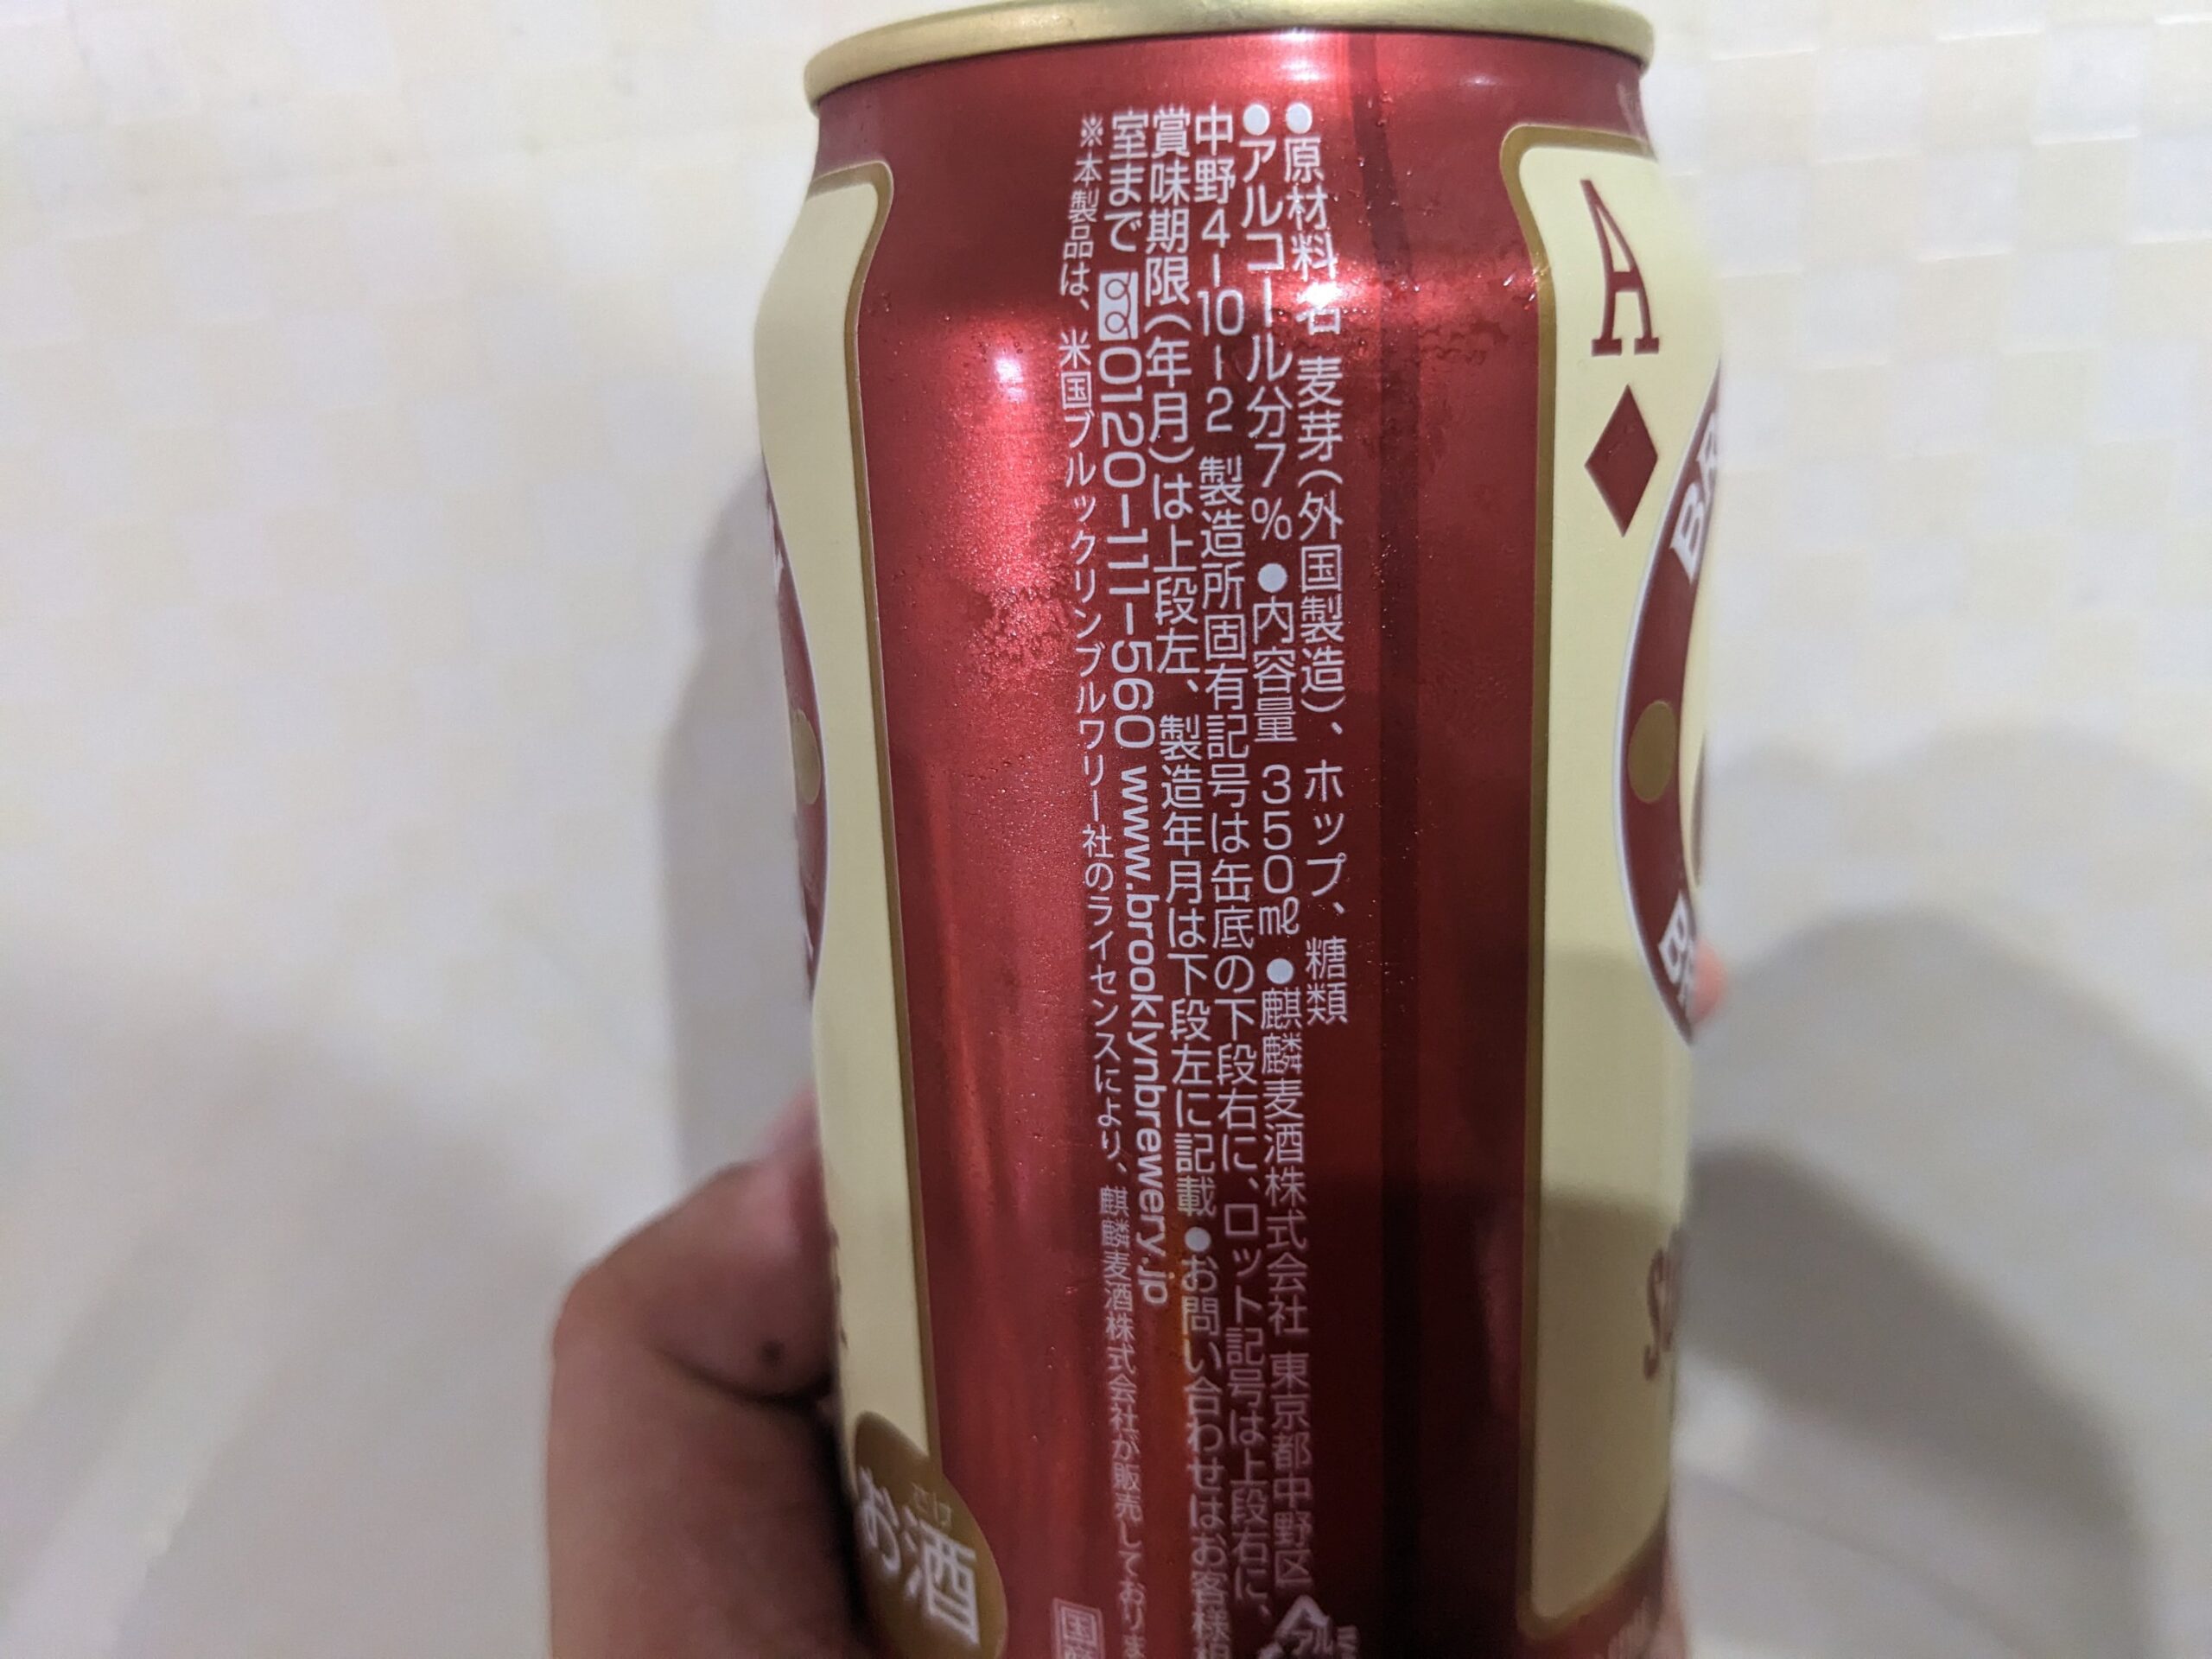 ●原材料名 麦芽(外国製造)、ホップ、糖類
●アルコール分7% ●内容量 350㎖ ●麒麟麦酒株式会社 東京都中野区
中野4-10-2 製造所固有記号は缶底の下段右に、ロット記号は上段右に、
賞味期限(年月)は上段左、製造年月は下段左に記載 ●お問い合わせはお客様相
室まで 0120-111-560 www.brooklynbrewery.jp
※本製品は、米国ブルックリンブルワリー社のライセンスにより、麒麟麦酒株式会社が販売しておりま
A
さけ
お酒
アル